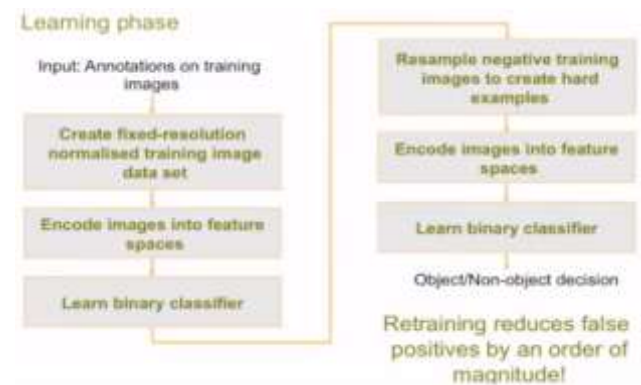 Learning phase
Input: Annotations on training
images
Create fixed-resolution
normalised training image
data set
Encode images into feature
spaces
Learn binary classifier
Resample negative training
images to create hard
examples
Encode images into feature
spaces
Learn binary classifier
Object/Non-object decision
Retraining reduces false
positives by an order of
magnitude!